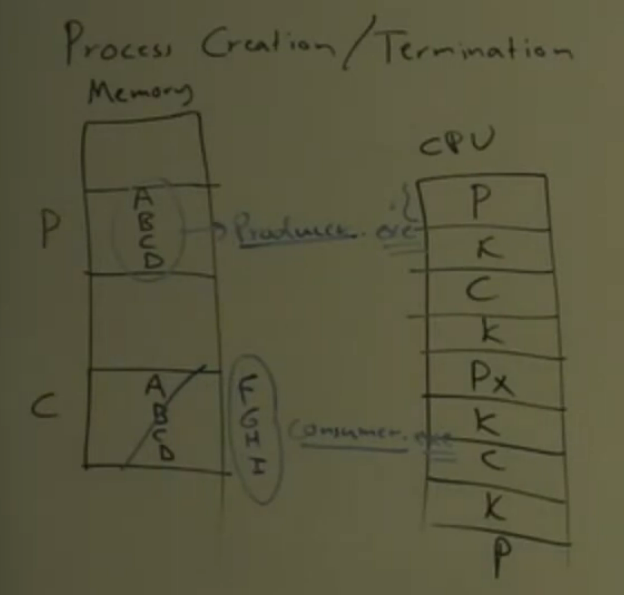 Process Creation/Termination
Memory
P
A
B
C
D
Producer.exe
C
A
B
C
D
F
G
H
I
Consumer.exe
CPU
P
K
C
K
Px
K
C
K
P